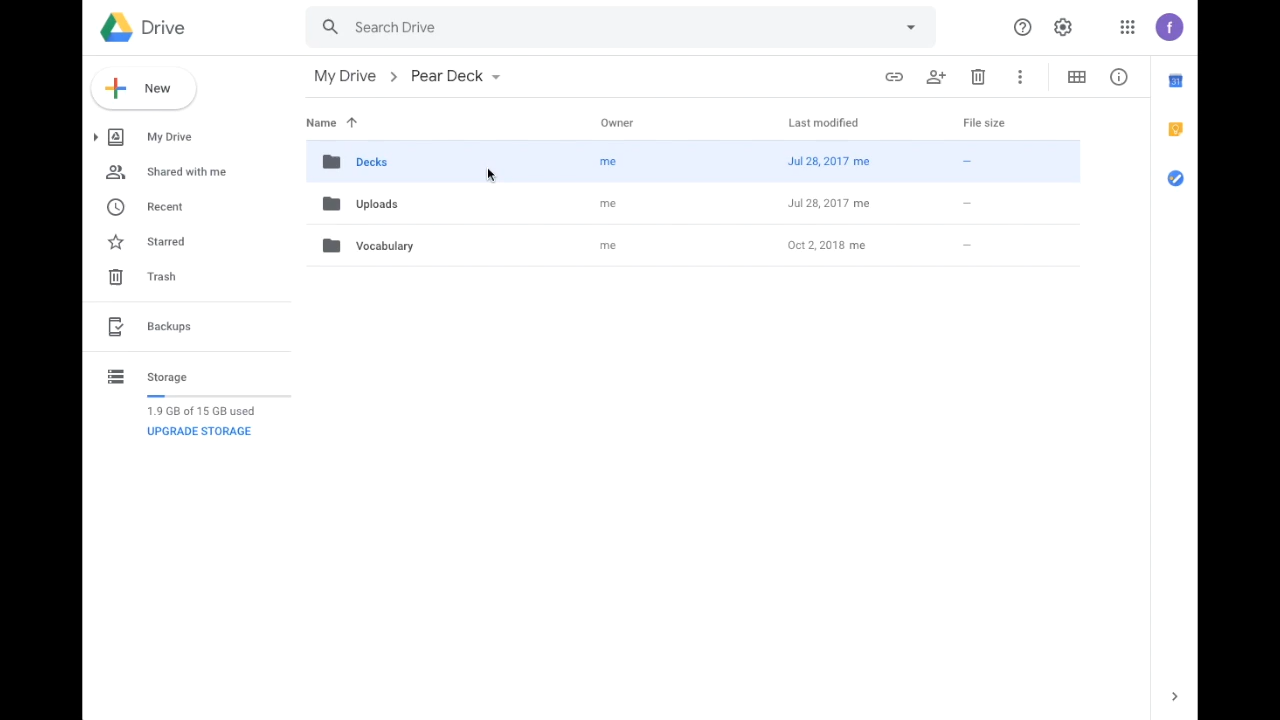 Drive
Search Drive
f
New
My Drive
Shared with me
Recent
Starred
Trash
Backups
Storage
1.9 GB of 15 GB used
UPGRADE STORAGE
My Drive > Pear Deck
Name Owner Last modified File size
Decks me Jul 28, 2017 me —
Uploads me Jul 28, 2017 me —
Vocabulary me Oct 2, 2018 me —
31